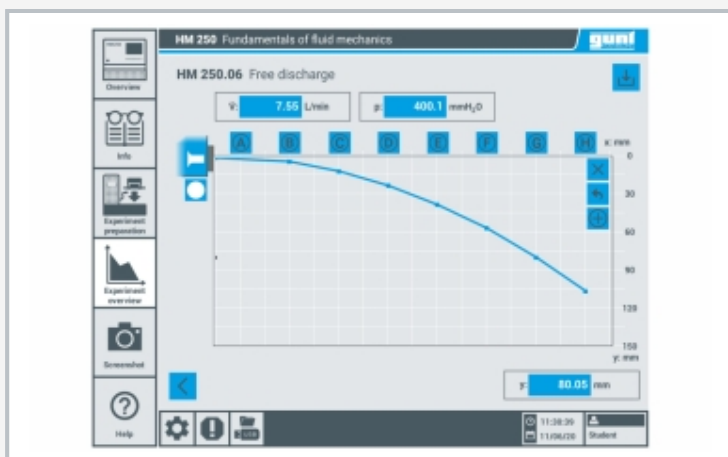 HM 250 Fundamentals of fluid mechanics
gunt
Overview
HM 250.06 Free discharge
V̇: 7.55 L/min
p: 400.1 mmH₂O
A B C D E F G H x: mm
Info
0
30
60
90
120
150
y: mm
Experiment
preparation
Experiment
overview
Screenshot
y: 80.05 mm
Help
USB
11:38:39
11/06/20
Student